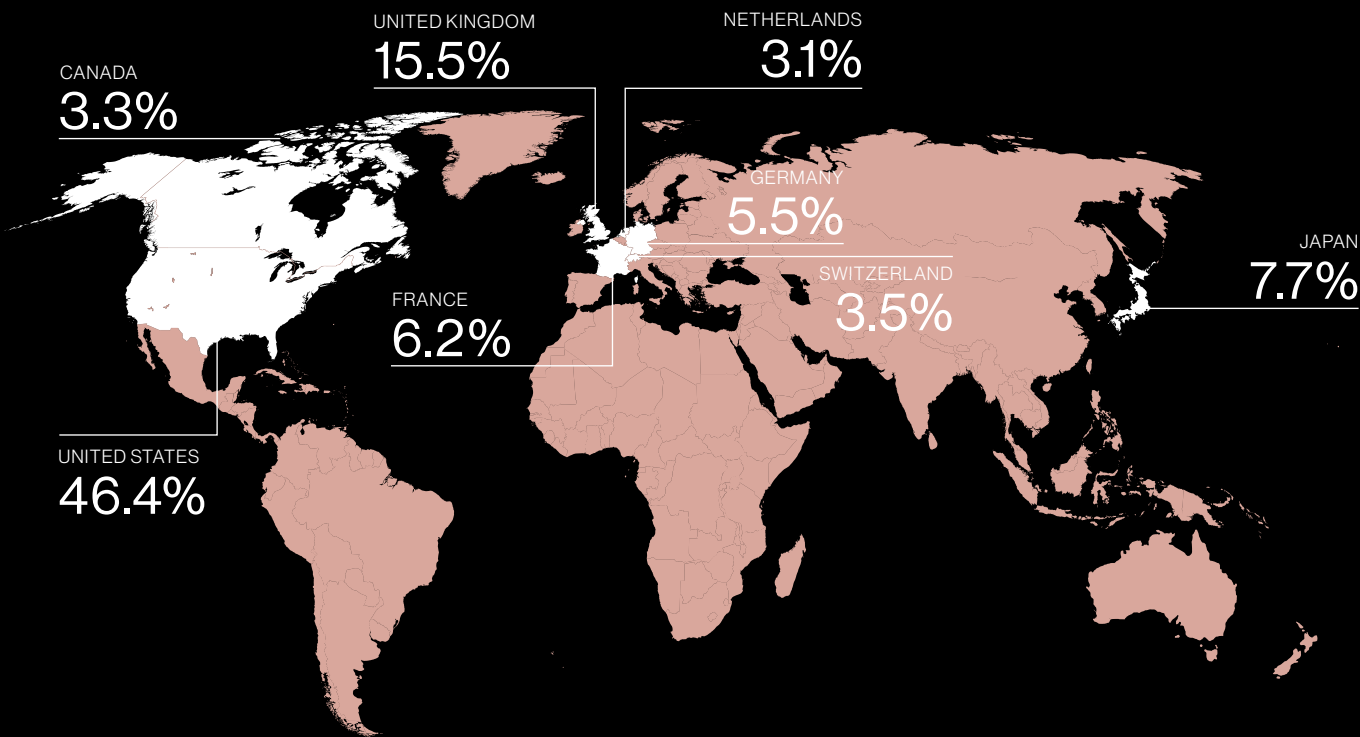 UNITED KINGDOM
15.5%
NETHERLANDS
3.1%
CANADA
3.3%
GERMANY
5.5%
JAPAN
7.7%
SWITZERLAND
3.5%
FRANCE
6.2%
UNITED STATES
46.4%